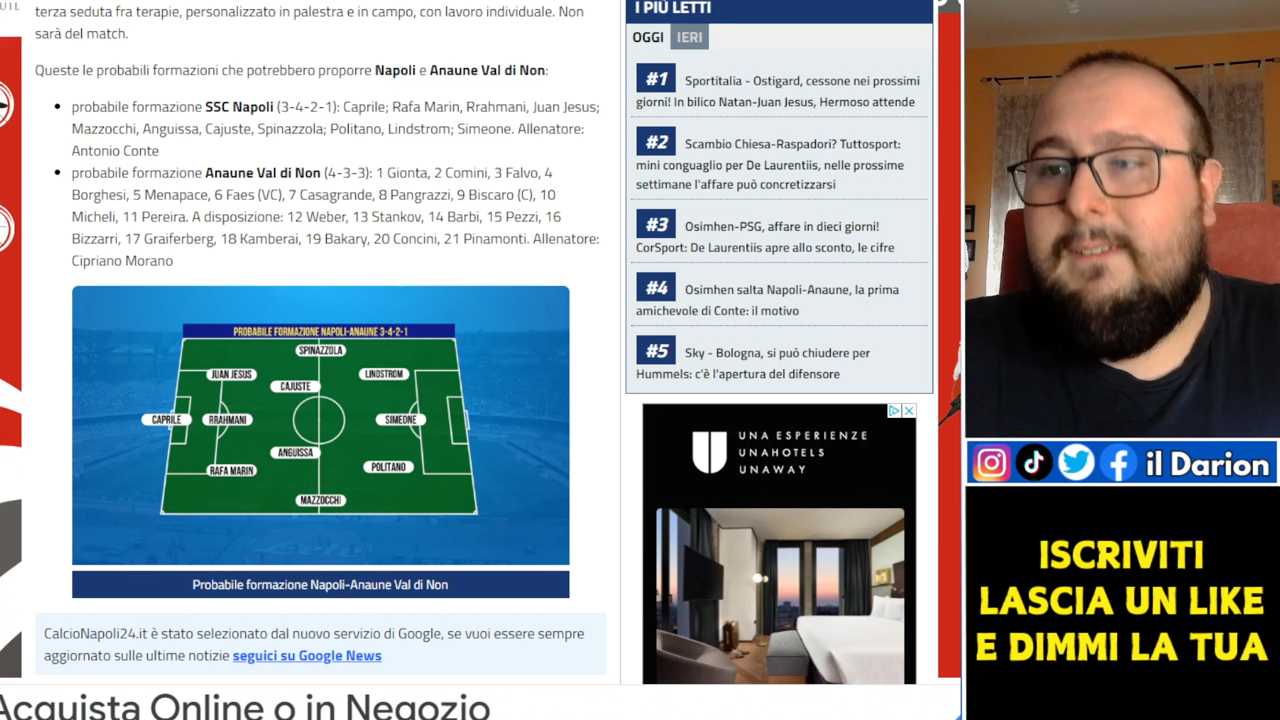 terza seduta fra terapie, personalizzato in palestra e in campo, con lavoro individuale. Non
sarà del match.
Queste le probabili formazioni che potrebbero proporre Napoli e Anaune Val di Non:
probabile formazione SSC Napoli (3-4-2-1): Caprile; Rafa Marin, Rrahmani, Juan Jesus;
Mazzocchi, Anguissa, Cajuste, Spinazzola; Politano, Lindstrom; Simeone. Allenatore:
Antonio Conte
probabile formazione Anaune Val di Non (4-3-3): 1 Gionta, 2 Comini, 3 Falvo, 4
Borghesi, 5 Menapace, 6 Faes (VC), 7 Casagrande, 8 Pangrazzi, 9 Biscaro (C), 10
Micheli, 11 Pereira. A disposizione: 12 Weber, 13 Stankov, 14 Barbi, 15 Pezzi, 16
Bizzarri, 17 Graiferberg, 18 Kamberai, 19 Bakary, 20 Concini, 21 Pinamonti. Allenatore:
Cipriano Morano
PROBABILE FORMAZIONE NAPOLI-ANAUNE 3-4-2-1
SPINAZZOLA
JUAN JESUS
LINDSTROM
CAJUSTE
CAPRILE
RRAHMANI
SIMEONE
ANGUISSA
RAFA MARIN
POLITANO
MAZZOCCHI
Probabile formazione Napoli-Anaune Val di Non
CalcioNapoli24.it è stato selezionato dal nuovo servizio di Google, se vuoi essere sempre
aggiornato sulle ultime notizie seguici su Google News
Acquista Online o in Negozio
I PIÙ LETTI
OGGI IERI
#1 Sportitalia - Ostigard, cessone nei prossimi
giorni! In bilico Natan-Juan Jesus, Hermoso attende
#2 Scambio Chiesa-Raspadori? Tuttosport:
mini conguaglio per De Laurentiis, nelle prossime
settimane l'affare può concretizzarsi
#3 Osimhen-PSG, affare in dieci giorni!
CorSport: De Laurentiis apre allo sconto, le cifre
#4 Osimhen salta Napoli-Anaune, la prima
amichevole di Conte: il motivo
#5 Sky - Bologna, si può chiudere per
Hummels: c'è l'apertura del difensore
UNA ESPERIENZE
UNAHOTELS
UNAWAY
il Darion
ISCRIVITI
LASCIA UN LIKE
E DIMMI LA TUA